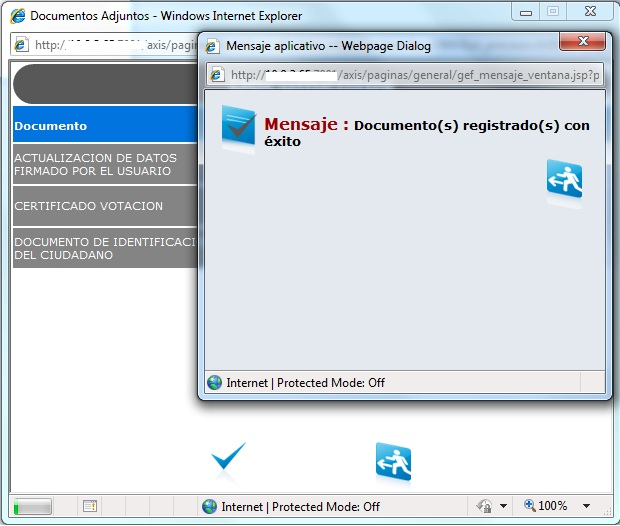 Documentos Adjuntos - Windows Internet Explorer
http:/ axis/pagin
Mensaje aplicativo -- Webpage Dialog
http:// /axis/paginas/general/gef_mensaje_ventana.jsp?p
Mensaje : Documento(s) registrado(s) con
éxito
Documento
ACTUALIZACION DE DATOS
FIRMADO POR EL USUARIO
CERTIFICADO VOTACION
DOCUMENTO DE IDENTIFICACI
DEL CIUDADANO
Internet | Protected Mode: Off
Internet | Protected Mode: Off
100%